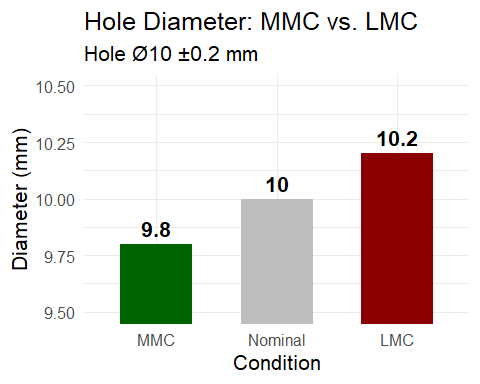 Hole Diameter: MMC vs. LMC
Hole Ø10 ±0.2 mm
Diameter (mm)
10.50
10.25
10.00
9.75
9.50
9.8
10
10.2
MMC
Nominal
LMC
Condition